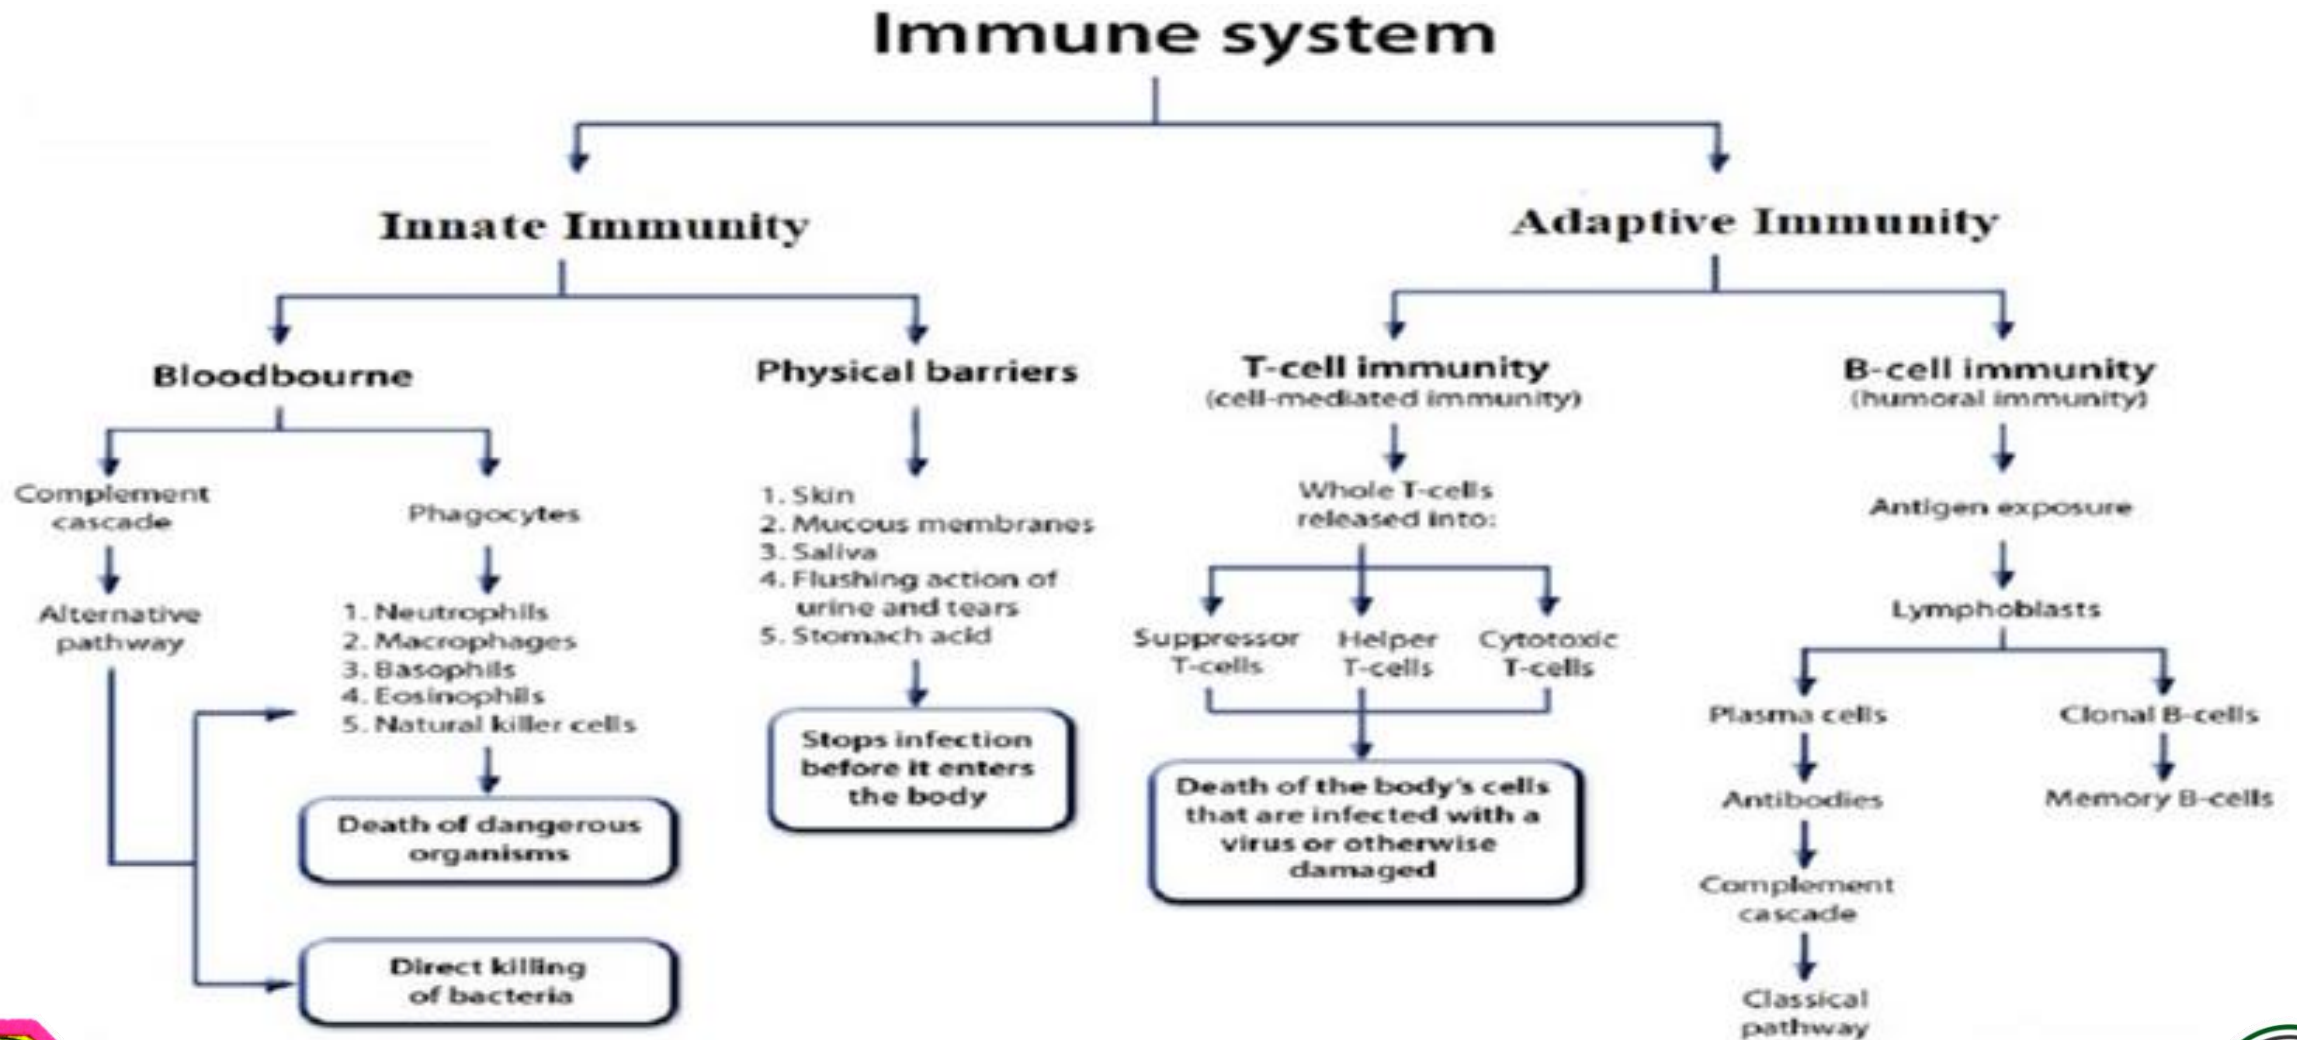 Immune system
Innate Immunity
Adaptive Immunity
Bloodbourne
Physical barriers
T-cell immunity
(cell-mediated immunity)
B-cell immunity
(humoral immunity)
Complement
cascade
Phagocytes
1. Skin
2. Mucous membranes
3. Saliva
4. Flushing action of
urine and tears
5. Stomach acid
Whole T-cells
released into:
Antigen exposure
Alternative
pathway
1. Neutrophils
2. Macrophages
3. Basophils
4. Eosinophils
5. Natural killer cells
Suppressor
T-cells
Helper
T-cells
Cytotoxic
T-cells
Lymphoblasts
Plasma cells
Clonal B-cells
Stops infection
before it enters
the body
Death of the body's cells
that are infected with a
virus or otherwise
damaged
Antibodies
Memory B-cells
Death of dangerous
organisms
Complement
cascade
Direct killing
of bacteria
Classical
pathway